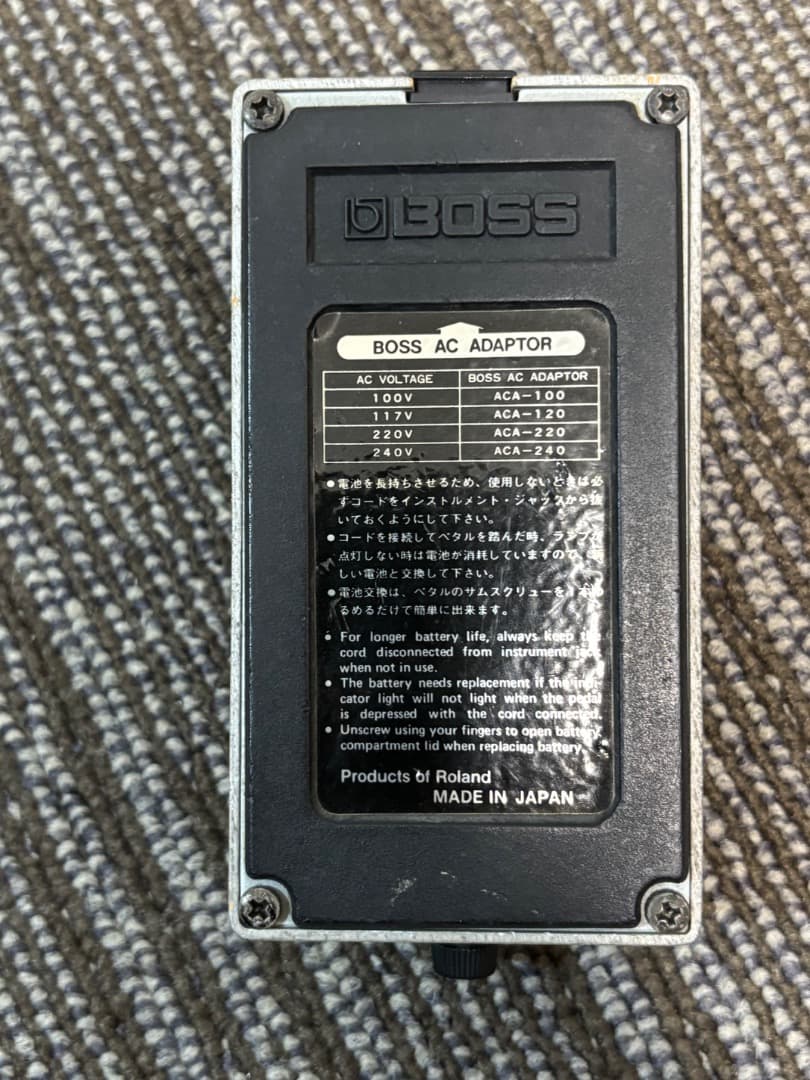 BOSS
BOSS AC ADAPTOR
AC VOLTAGE BOSS AC ADAPTOR
100V ACA-100
117V ACA-120
220V ACA-220
240V ACA-240
●電池を長持ちさせるため、使用しないときは必
ずコードをインストルメント・ジャックから抜
いておくようにして下さい。
●コードを接続してペタルを踏んだ時、ランプが
点灯しない時は電池が消耗していますので、
しい電池と交換して下さい。
●電池交換は、ペタルのサムスクリューを
るめるだけて簡単に出来ます。
• For longer battery life, always keep the
cord disconnected from instrument jack
when not in use.
• The battery needs replacement if the indi-
cator light will not light when the pedal
is depressed with the cord connected.
• Unscrew using your fingers to open battery
compartment lid when replacing battery.
Products of Roland
MADE IN JAPAN